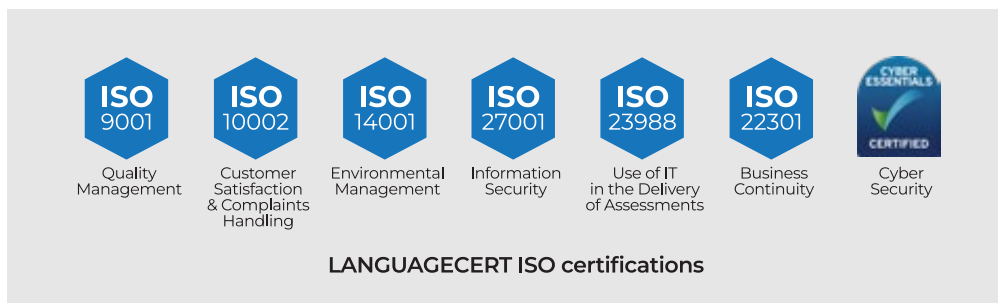 ISO
9001
Quality
Management
ISO
10002
Customer
Satisfaction
& Complaints
Handling
ISO
14001
Environmental
Management
ISO
27001
Information
Security
ISO
23988
Use of IT
in the Delivery
of Assessments
ISO
22301
Business
Continuity
CYBER
ESSENTIALS
CERTIFIED
Cyber
Security
LANGUAGECERT ISO certifications